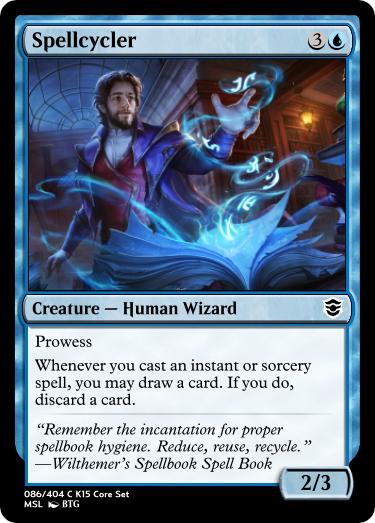 Spellcycler 3
Creature — Human Wizard
Prowess
Whenever you cast an instant or sorcery
spell, you may draw a card. If you do,
discard a card.
“Remember the incantation for proper
spellbook hygiene. Reduce, reuse, recycle.”
—Wilthemer's Spellbook Spell Book
2/3
086/404 C K15 Core Set
MSL BTG